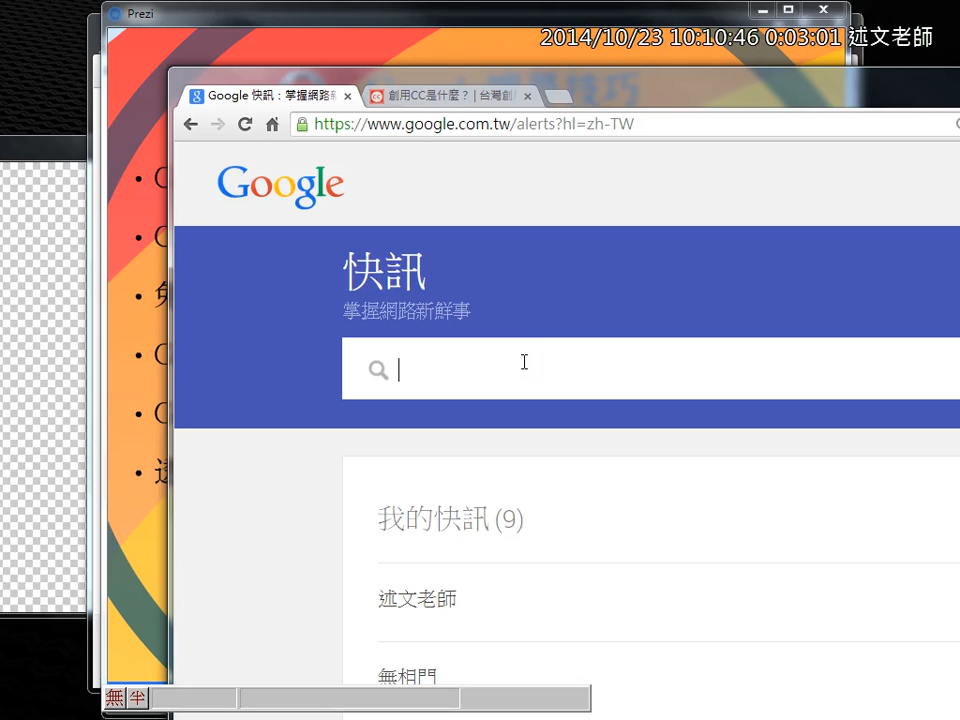 Prezi
2014/10/23 10:10:46 0:03:01 述文老師
Google 快訊：掌握網路
創用CC是什麼？ | 台灣創
https://www.google.com.tw/alerts?hl=zh-TW
Google
快訊
掌握網路新鮮事
我的快訊 (9)
述文老師
無相門
無 半